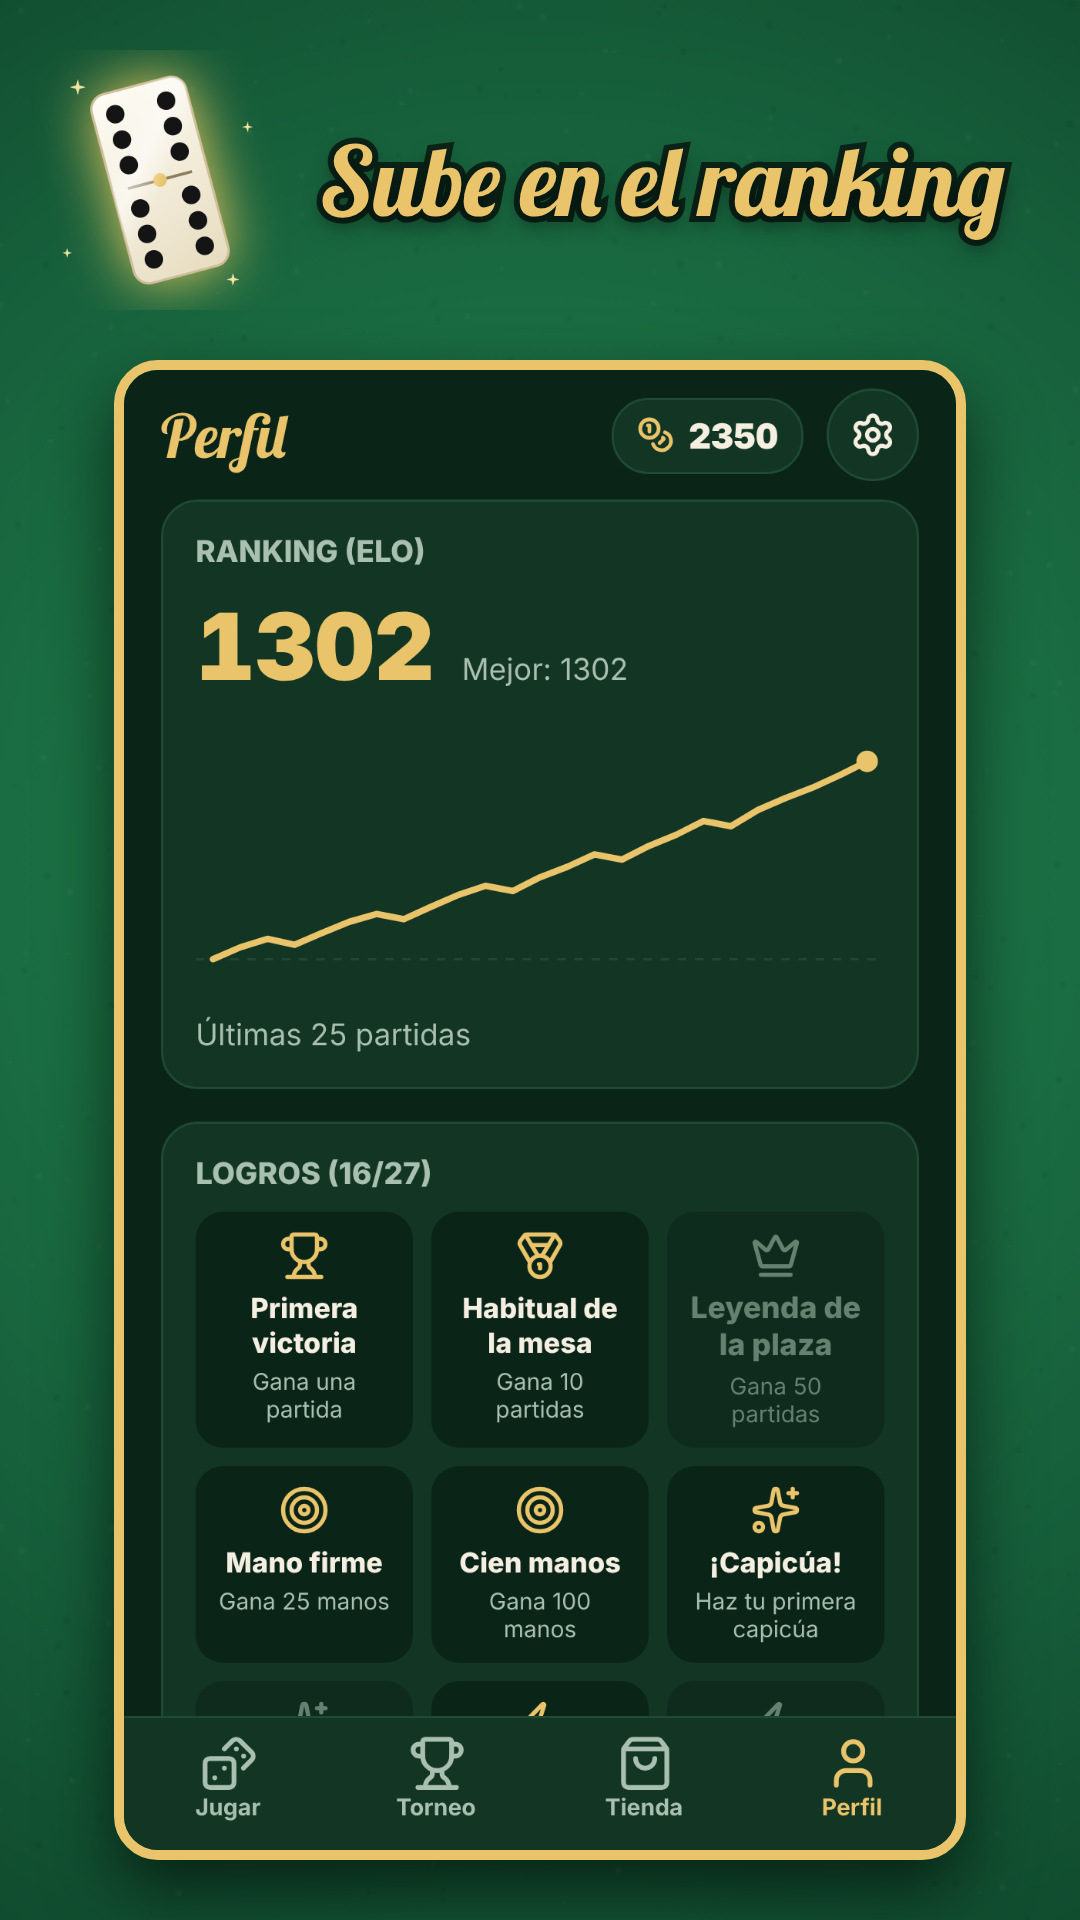 Sube en el ranking
Perfil
2350
RANKING (ELO)
1302
Mejor: 1302
Últimas 25 partidas
LOGROS (16/27)
Primera
victoria
Gana una
partida
Habitual de
la mesa
Gana 10
partidas
Leyenda de
la plaza
Gana 50
partidas
Mano firme
Gana 25 manos
Cien manos
Gana 100
manos
¡Capicúa!
Haz tu primera
capicúa
Jugar
Torneo
Tienda
Perfil